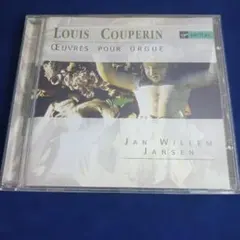 LOUIS COUPERIN
ŒUVRES POUR ORGUE
JAN WILLEM
JANSEN